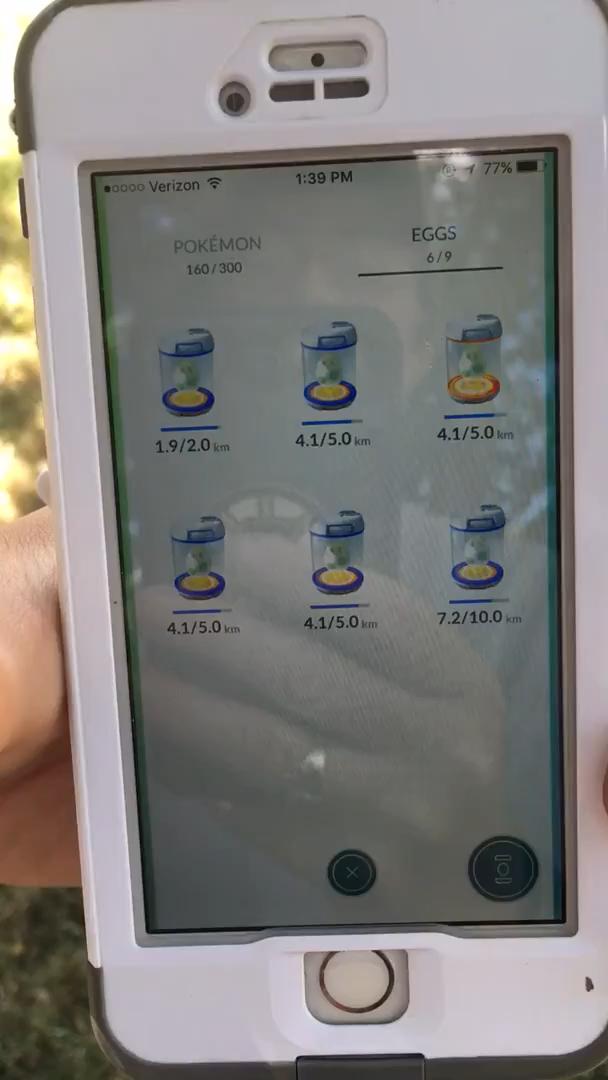 ●○○○○ Verizon 1:39 PM 77%
POKÉMON EGGS
160/300 6/9
1.9/2.0 km 4.1/5.0 km 4.1/5.0 km
4.1/5.0 km 4.1/5.0 km 7.2/10.0 km